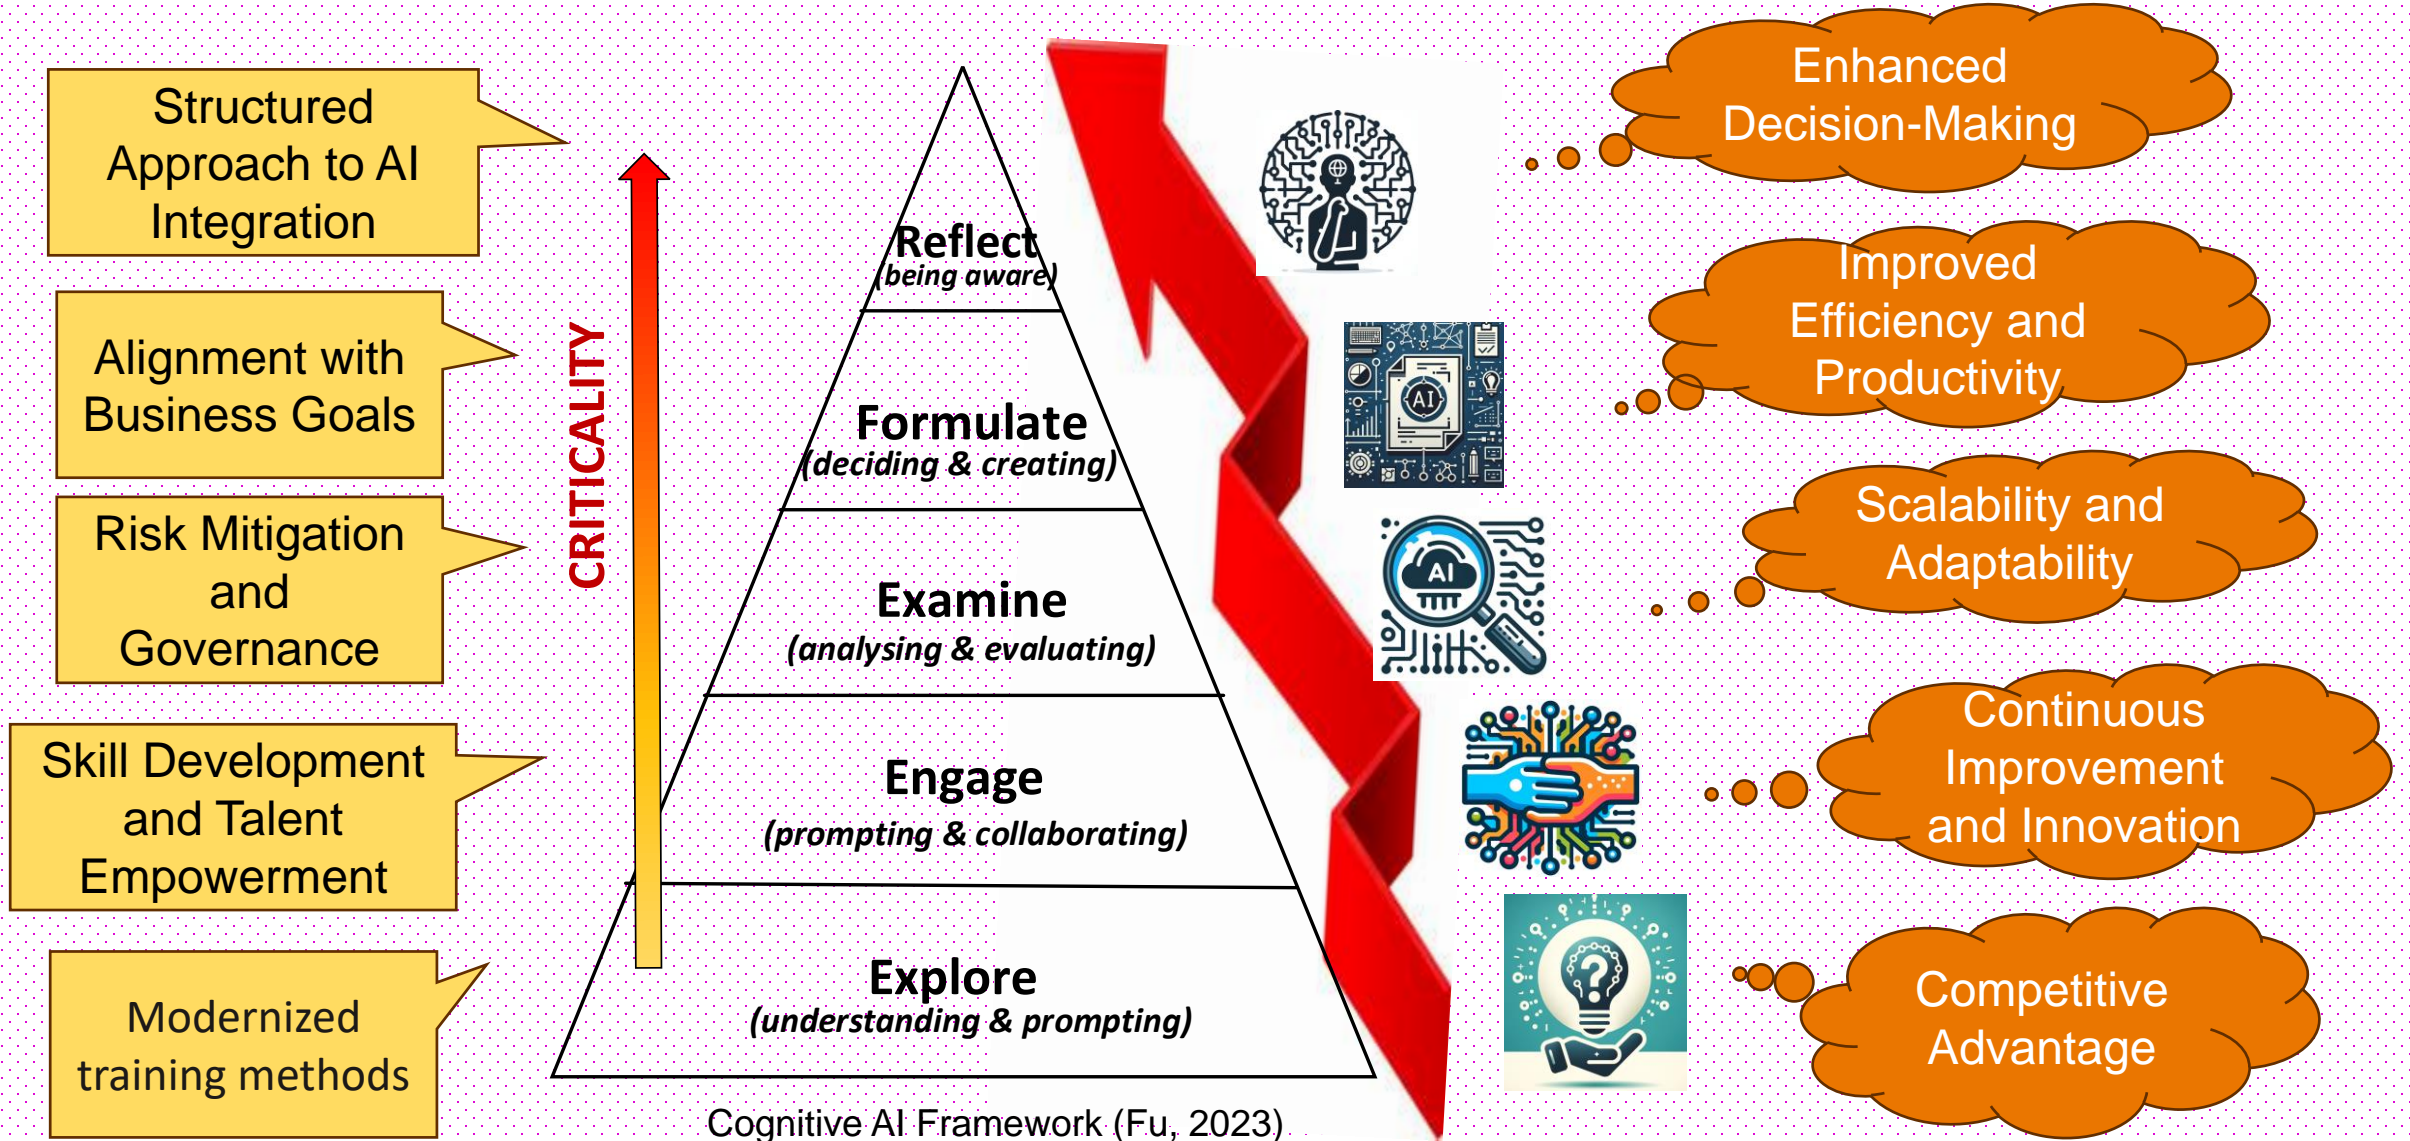 Structured
Approach to AI
Integration
Alignment with
Business Goals
Risk Mitigation
and
Governance
Skill Development
and Talent
Empowerment
Modernized
training methods
CRITICALITY
Reflect
(being aware)
Formulate
(deciding & creating)
Examine
(analysing & evaluating)
Engage
(prompting & collaborating)
Explore
(understanding & prompting)
Cognitive AI Framework (Fu, 2023)
AI
AI
?
Enhanced
Decision-Making
Improved
Efficiency and
Productivity
Scalability and
Adaptability
Continuous
Improvement
and Innovation
Competitive
Advantage